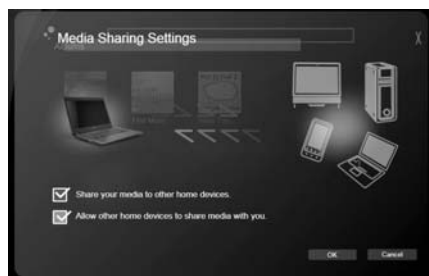 Media Sharing Settings
X
Share your media to other home devices.
Allow other home devices to share media with you.
OK
Cancel